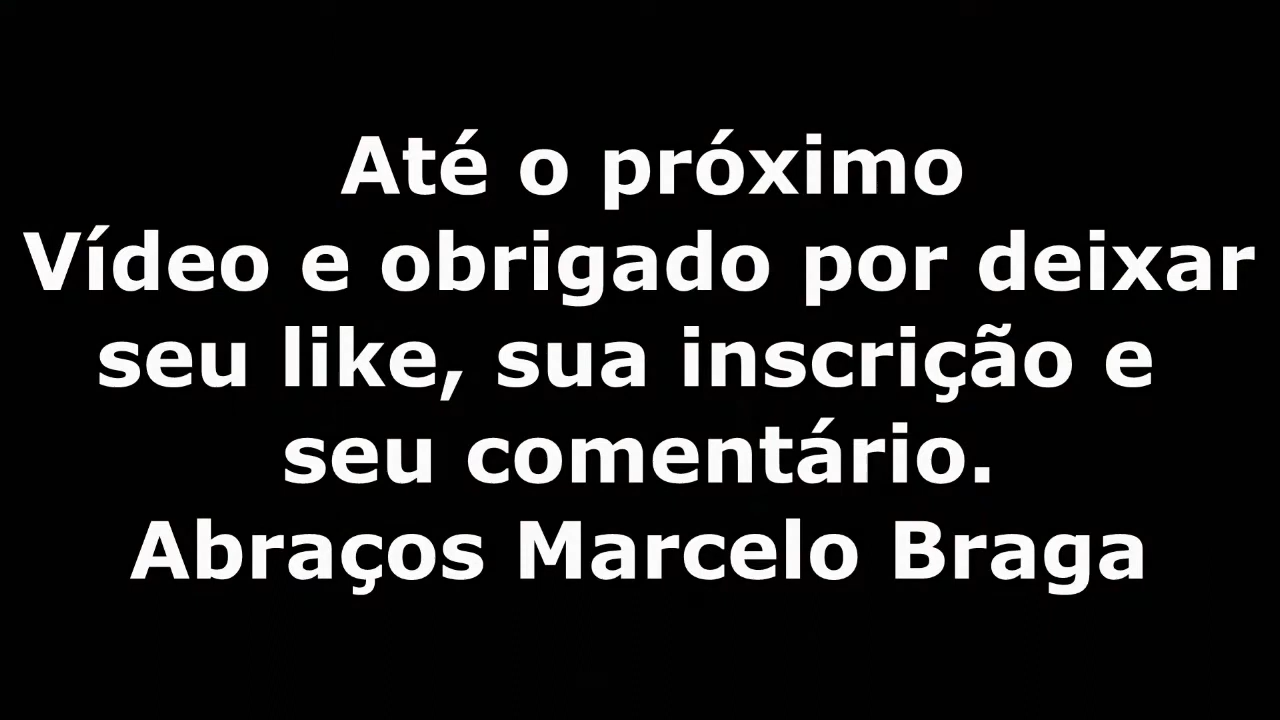 Até o próximo
Vídeo e obrigado por deixar
seu like, sua inscrição e
seu comentário.
Abraços Marcelo Braga